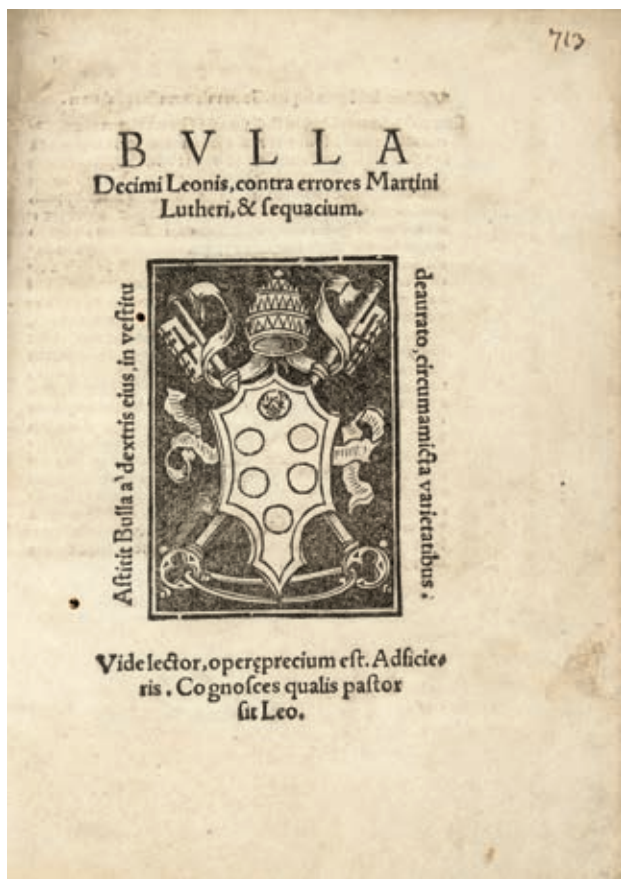 713
BVLLA
Decimi Leonis, contra errores Martini
Lutheri, & ſequacium.
Aſtitit Bulla a' dextris eius, in veſtitu
deaurato, circumamicta varietatibus.
Vide lector, operęprecium eſt. Adficie-
ris. Cognoſces qualis paſtor
ſit Leo.